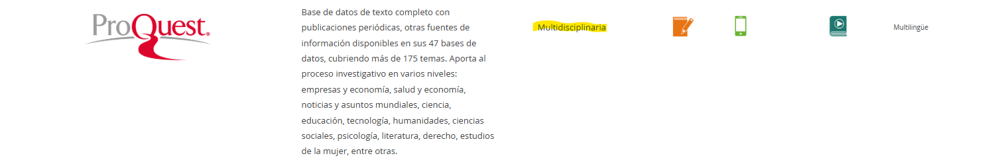 ProQuest®
Base de datos de texto completo con
publicaciones periódicas, otras fuentes de
información disponibles en sus 47 bases de
datos, cubriendo más de 175 temas. Aporta al
proceso investigativo en varios niveles:
empresas y economía, salud y economía,
noticias y asuntos mundiales, ciencia,
educación, tecnología, humanidades, ciencias
sociales, psicología, literatura, derecho, estudios
de la mujer, entre otras.
Multidisciplinaria
Multilingüe